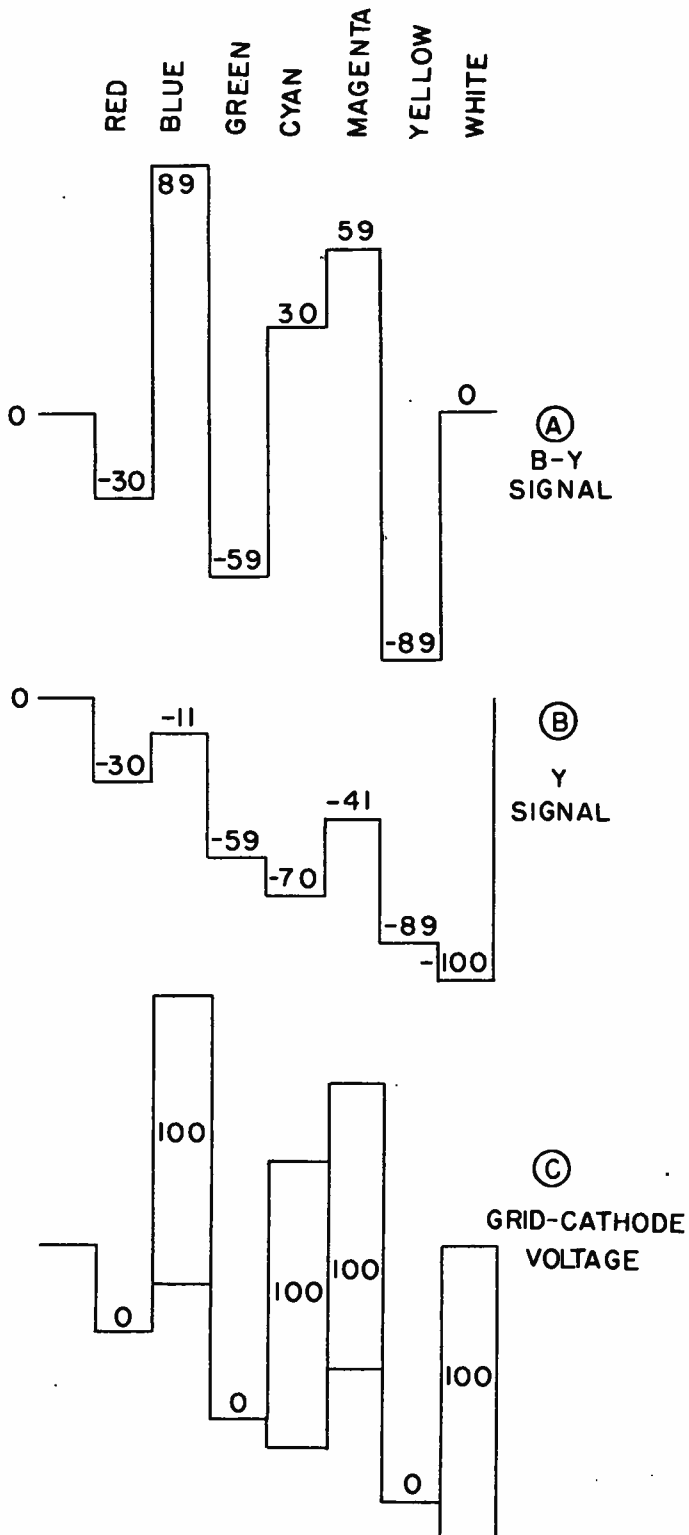 RED
BLUE
GREEN
CYAN
MAGENTA
YELLOW
WHITE
89
59
30
0
0
-30
-59
-89
A
B-Y
SIGNAL
0
-11
-30
-41
-59
-70
-89
-100
B
Y
SIGNAL
100
C
GRID-CATHODE
VOLTAGE
100
100
0
100
0
0